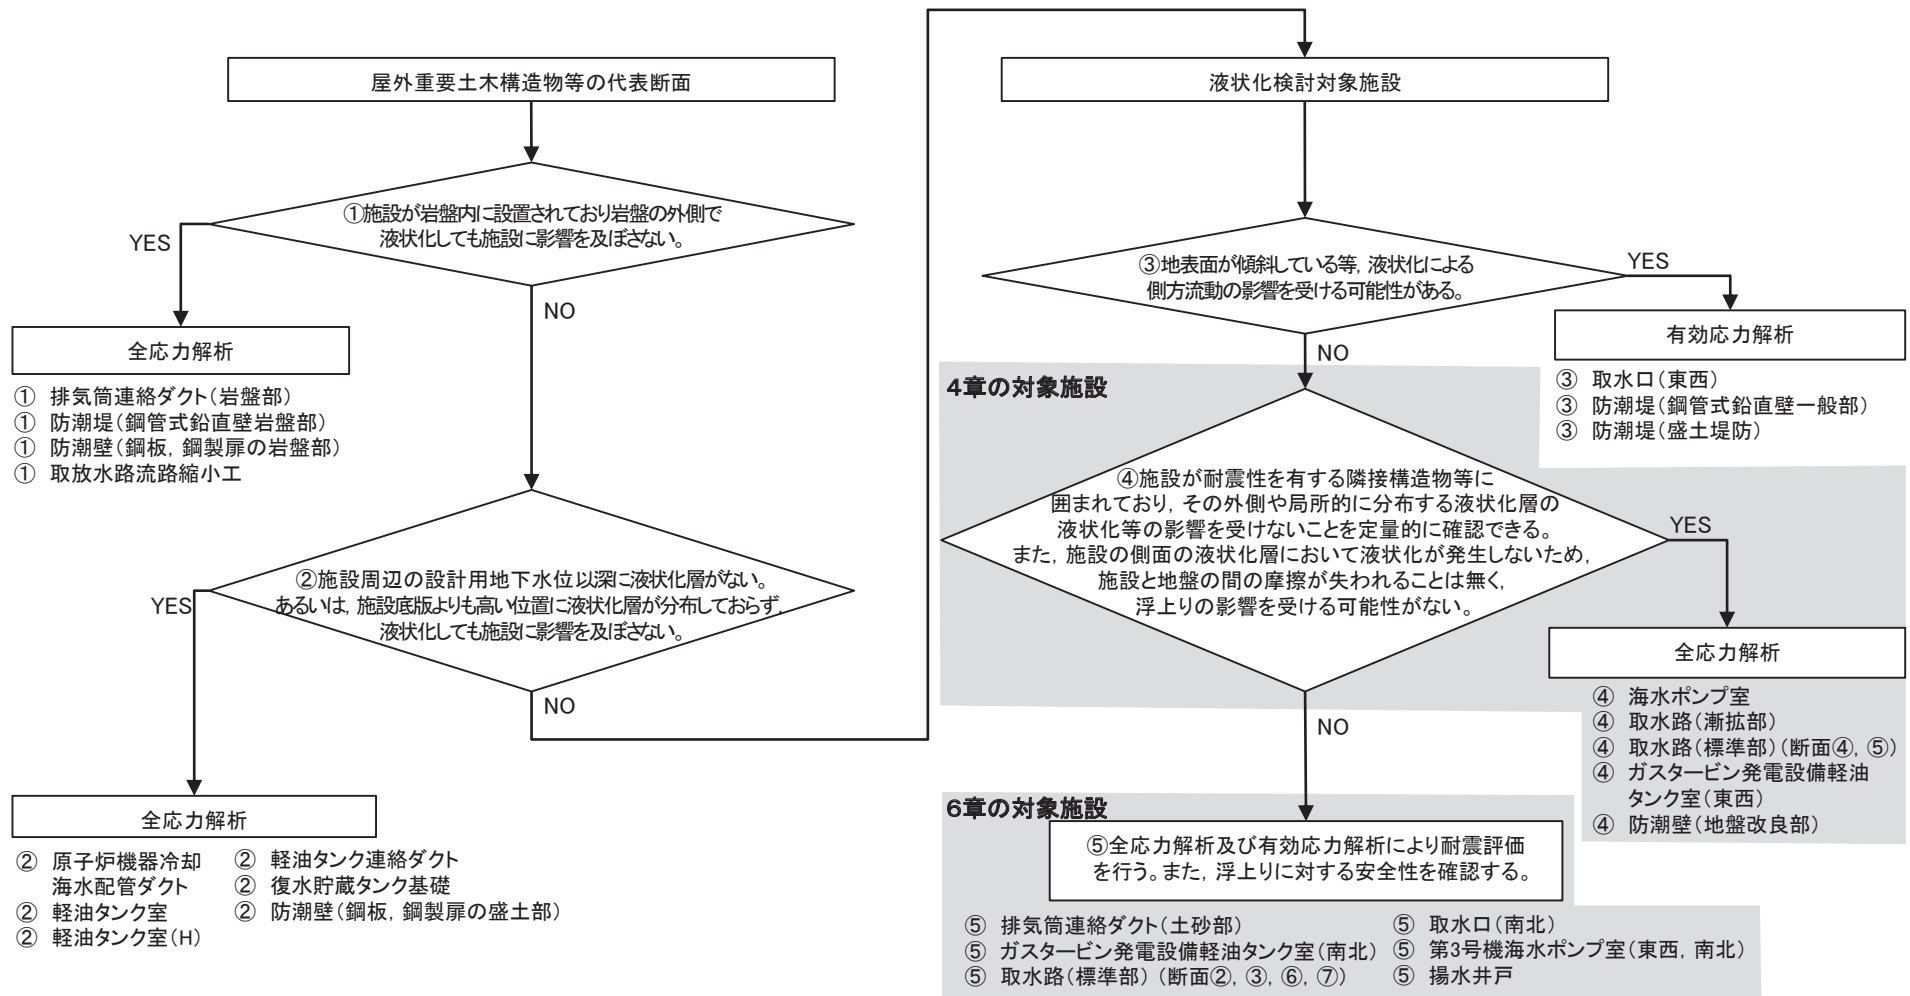 屋外重要土木構造物等の代表断面
①施設が岩盤内に設置されており岩盤の外側で
液状化しても施設に影響を及ぼさない。
YES
NO
全応力解析
① 排気筒連絡ダクト(岩盤部)
① 防潮堤(鋼管式鉛直壁岩盤部)
① 防潮壁(鋼板,鋼製扉の岩盤部)
① 取放水路流路縮小工
②施設周辺の設計用地下水位以深に液状化層がない。
あるいは,施設底版よりも高い位置に液状化層が分布しておらず,
液状化しても施設に影響を及ぼさない。
YES
NO
全応力解析
② 原子炉機器冷却
海水配管ダクト
② 軽油タンク室
② 軽油タンク室(H)
② 軽油タンク連絡ダクト
② 復水貯蔵タンク基礎
② 防潮壁(鋼板,鋼製扉の盛土部)
液状化検討対象施設
③地表面が傾斜している等,液状化による
側方流動の影響を受ける可能性がある。
YES
NO
有効応力解析
③ 取水口(東西)
③ 防潮堤(鋼管式鉛直壁一般部)
③ 防潮堤(盛土堤防)
4章の対象施設
④施設が耐震性を有する隣接構造物等に
囲まれており,その外側や局所的に分布する液状化層の
液状化等の影響を受けないことを定量的に確認できる。
また,施設の側面の液状化層において液状化が発生しないため,
施設と地盤の間の摩擦が失われることは無く,
浮上りの影響を受ける可能性がない。
YES
NO
全応力解析
④ 海水ポンプ室
④ 取水路(漸拡部)
④ 取水路(標準部)(断面④,⑤)
④ ガスタービン発電設備軽油
タンク室(東西)
④ 防潮壁(地盤改良部)
6章の対象施設
⑤全応力解析及び有効応力解析により耐震評価
を行う。また,浮上りに対する安全性を確認する。
⑤ 排気筒連絡ダクト(土砂部)
⑤ ガスタービン発電設備軽油タンク室(南北)
⑤ 取水路(標準部)(断面②,③,⑥,⑦)
⑤ 取水口(南北)
⑤ 第3号機海水ポンプ室(東西,南北)
⑤ 揚水井戸